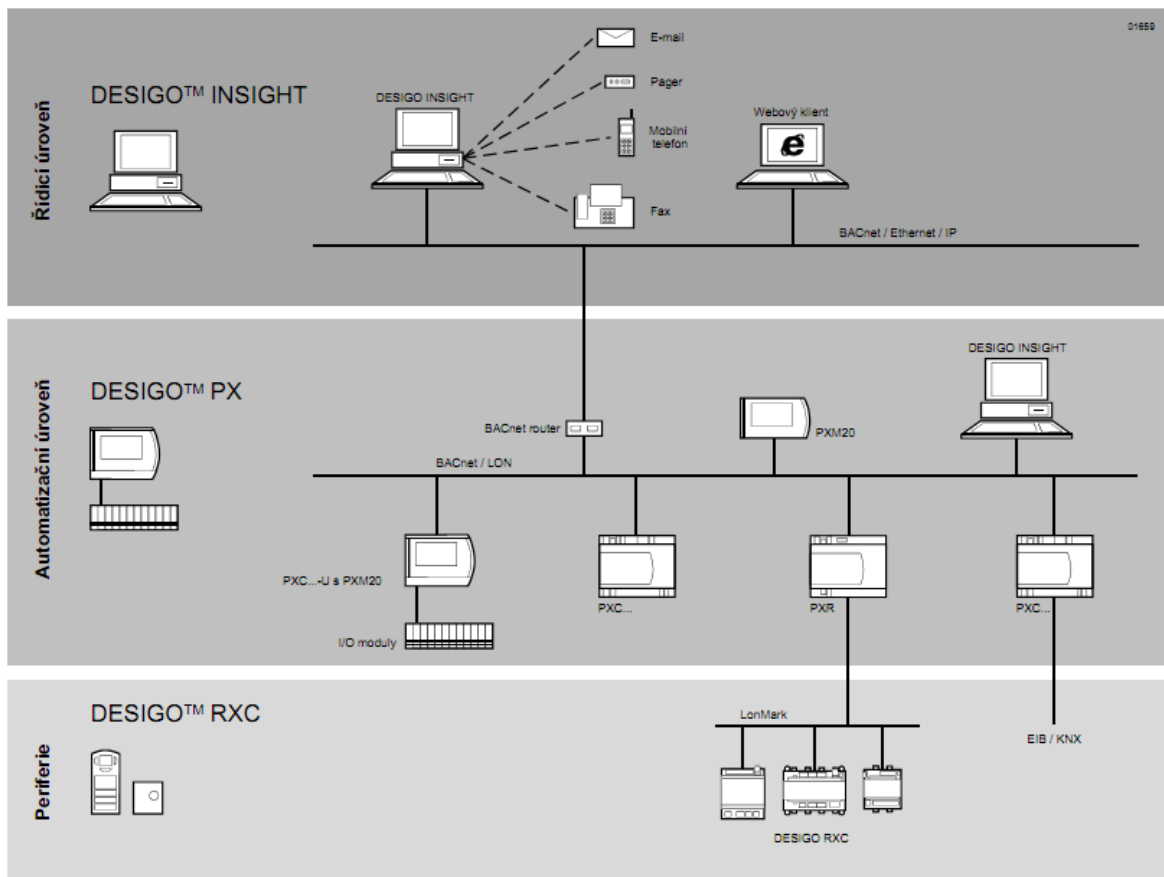 01659
Řídicí úroveň
DESIGO™ INSIGHT
DESIGO INSIGHT
E-mail
Pager
Mobilní
telefon
Fax
Webový klient
BACnet / Ethernet / IP
Automatizační úroveň
DESIGO™ PX
DESIGO INSIGHT
BACnet router
PXM20
BACnet / LON
PXC...-U s PXM20
PXC...
PXR
PXC...
I/O moduly
Periferie
DESIGO™ RXC
LonMark
EIB / KNX
DESIGO RXC